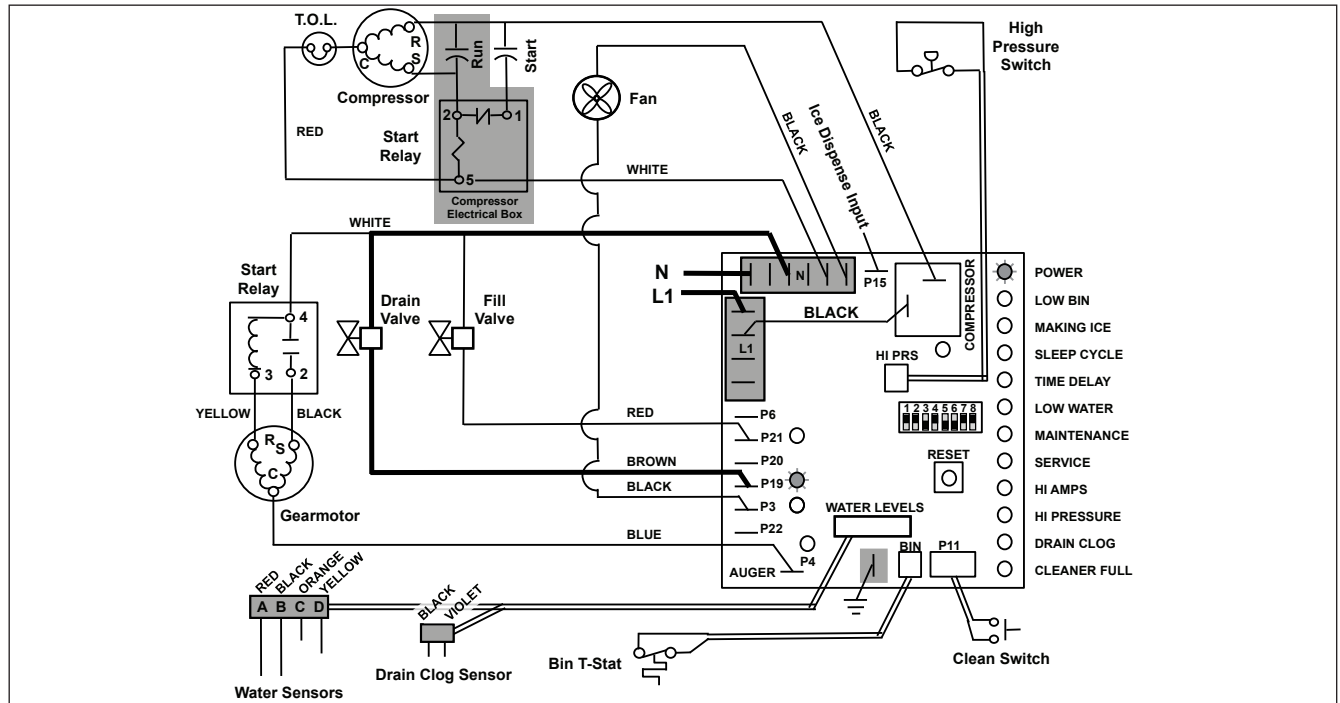 T.O.L.
R
S
C
Compressor
Run
Start
2
1
5
Start
Relay
Compressor
Electrical Box
RED
WHITE
Fan
BLACK
Ice Dispense Input
BLACK
High
Pressure
Switch
WHITE
Start
Relay
4
3
2
YELLOW
BLACK
R
S
C
Gearmotor
Drain
Valve
Fill
Valve
N
L1
N
P15
BLACK
L1
COMPRESSOR
HI PRS
RED
BROWN
BLACK
BLUE
P6
P21
P20
P19
P3
P22
P4
AUGER
1 2 3 4 5 6 7 8
RESET
WATER LEVELS
BIN
P11
POWER
LOW BIN
MAKING ICE
SLEEP CYCLE
TIME DELAY
LOW WATER
MAINTENANCE
SERVICE
HI AMPS
HI PRESSURE
DRAIN CLOG
CLEANER FULL
RED
BLACK
ORANGE
YELLOW
A B C D
Water Sensors
BLACK
VIOLET
Drain Clog Sensor
Bin T-Stat
Clean Switch